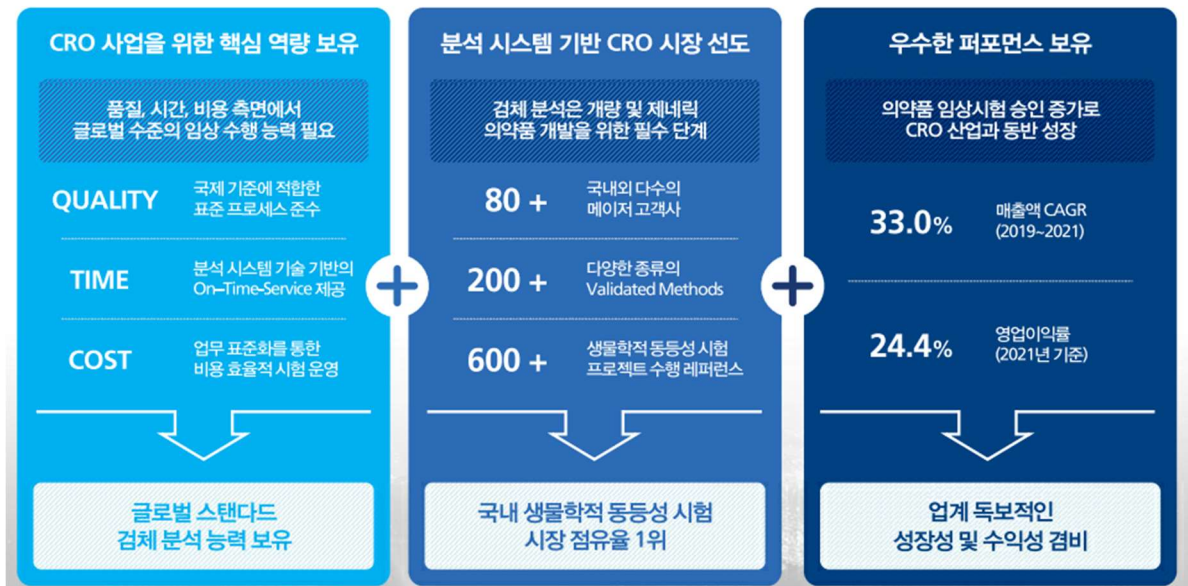 CRO 사업을 위한 핵심 역량 보유
품질, 시간, 비용 측면에서
글로벌 수준의 임상 수행 능력 필요
QUALITY
국제 기준에 적합한
표준 프로세스 준수
TIME
분석 시스템 기술 기반의
On-Time-Service 제공
COST
업무 표준화를 통한
비용 효율적 시험 운영
글로벌 스탠다드
검체 분석 능력 보유
+
분석 시스템 기반 CRO 시장 선도
검체 분석은 개량 및 제네릭
의약품 개발을 위한 필수 단계
80 +
국내외 다수의
메이저 고객사
200 +
다양한 종류의
Validated Methods
600 +
생물학적 동등성 시험
프로젝트 수행 레퍼런스
국내 생물학적 동등성 시험
시장 점유율 1위
+
우수한 퍼포먼스 보유
의약품 임상시험 승인 증가로
CRO 산업과 동반 성장
33.0%
매출액 CAGR
(2019~2021)
24.4%
영업이익률
(2021년 기준)
업계 독보적인
성장성 및 수익성 겸비